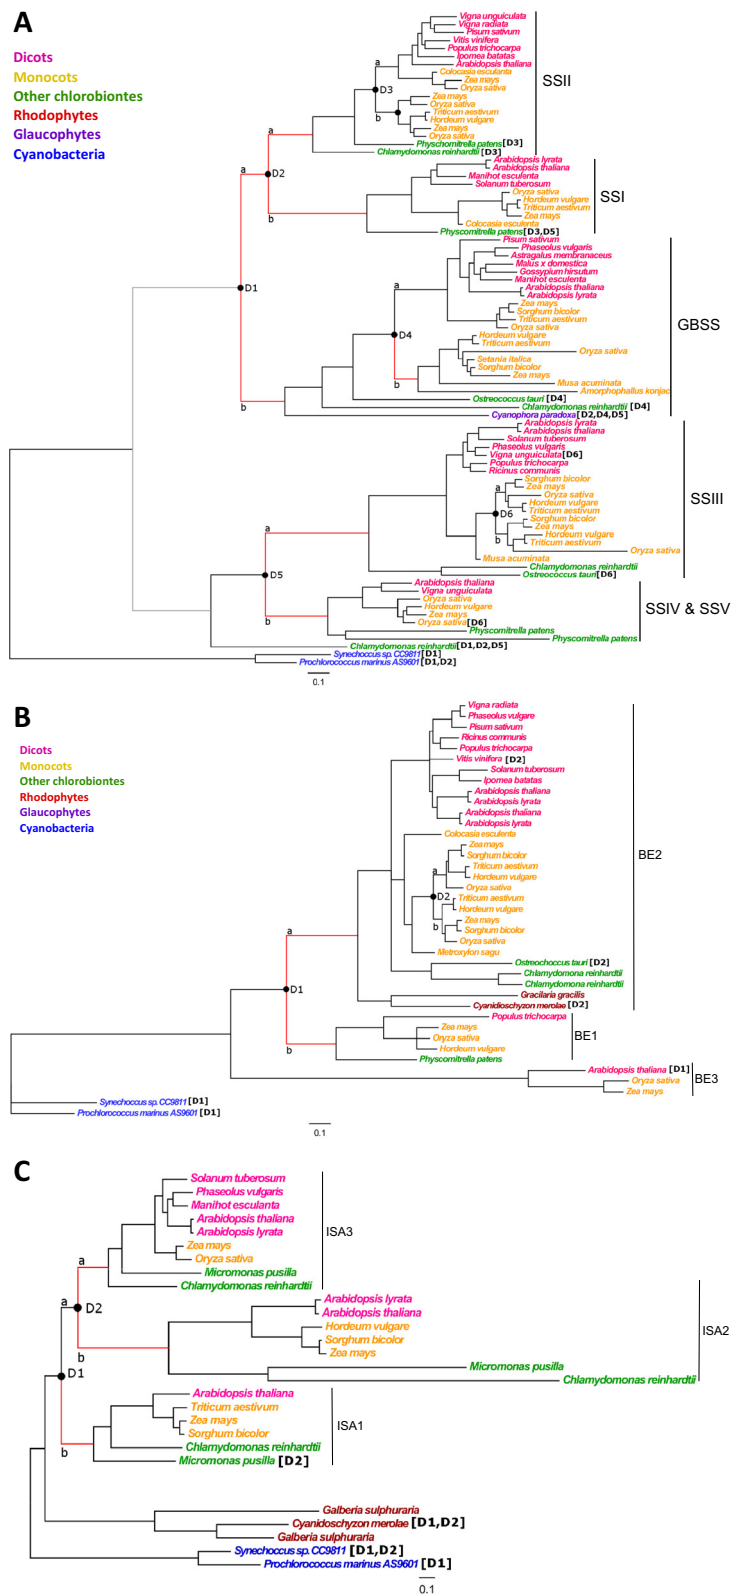 A
Dicots
Monocots
Other chlorobiontes
Rhodophytes
Glaucophytes
Cyanobacteria
Vigna unguiculata
Vigna radiata
Pisum sativum
Vitis vinifera
Populus trichocarpa
Ipomea batatas
Arabidopsis thaliana
Colocasia esculanta
Zea mays
Oryza sativa
Zea mays
Oryza sativa
Triticum aestivum
Hordeum vulgare
Zea mays
Oryza sativa
Physchomitrella patens [D3]
Chlamydomonas reinhardtii [D3]
a
D3
b
SSII
a
D2
b
Arabidopsis lyrata
Arabidopsis thaliana
Manihot esculenta
Solanum tuberosum
Oryza sativa
Hordeum vulgare
Triticum aestivum
Zea mays
Colocasia esculenta
Physcomitrella patens [D3,D5]
SSI
D1
b
Pisum sativum
Phaseolus vulgaris
Astragalus membranaceus
Malus x domestica
Gossypium hirsutum
Manihot esculenta
Arabidopsis thaliana
Arabidopsis lyrata
Zea mays
Sorghum bicolor
Triticum aestivum
Oryza sativa
Hordeum vulgare
Triticum aestivum
Oryza sativa
Setania italica
Sorghum bicolor
Zea mays
Musa acuminata
Amorphophallus konjac
Ostreococcus tauri [D4]
Chlamydomonas reinhardtii [D4]
Cyanophora paradoxa [D2,D4,D5]
a
D4
b
GBSS
Arabidopsis lyrata
Arabidopsis thaliana
Solanum tuberosum
Phaseolus vulgaris
Vigna unguiculata [D6]
Populus trichocarpa
Ricinus communis
Sorghum bicolor
Zea mays
Oryza sativa
Hordeum vulgare
Triticum aestivum
Sorghum bicolor
Zea mays
Hordeum vulgare
Triticum aestivum
Oryza sativa
Musa acuminata
Chlamydomonas reinhardtii
Ostreococcus tauri [D6]
a
D6
b
SSIII
a
D5
b
Arabidopsis thaliana
Vigna unguiculata
Oryza sativa
Hordeum vulgare
Zea mays
Oryza sativa [D6]
Physcomitrella patens
Physcomitrella patens
SSIV & SSV
Chlamydomonas reinhardtii [D1,D2,D5]
Synechoccus sp. CC9811 [D1]
Prochlorococcus marinus AS9601 [D1,D2]
0.1
B
Dicots
Monocots
Other chlorobiontes
Rhodophytes
Glaucophytes
Cyanobacteria
Vigna radiata
Phaseolus vulgare
Pisum sativum
Ricinus communis
Populus trichocarpa
Vitis vinifera [D2]
Solanum tuberosum
Ipomea batatas
Arabidopsis thaliana
Arabidopsis lyrata
Arabidopsis thaliana
Arabidopsis lyrata
Colocasia esculenta
Zea mays
Sorghum bicolor
Triticum aestivum
Hordeum vulgare
Oryza sativa
Triticum aestivum
Hordeum vulgare
Zea mays
Sorghum bicolor
Oryza sativa
Metroxylon sagu
Ostreochoccus tauri [D2]
Chlamydomona reinhardtii
Chlamydomona reinhardtii
Gracilaria gracilis
Cyanidioschyzon merolae [D2]
a
D2
b
BE2
a
D1
b
Populus trichocarpa
Zea mays
Oryza sativa
Hordeum vulgare
Physcomitrella patens
BE1
Arabidopsis thaliana [D1]
Oryza sativa
Zea mays
BE3
Synechoccus sp. CC9811 [D1]
Prochlorococcus marinus AS9601 [D1]
0.1
C
Solanum tuberosum
Phaseolus vulgaris
Manihot esculanta
Arabidopsis thaliana
Arabidopsis lyrata
Zea mays
Oryza sativa
Micromonas pusilla
Chlamydomonas reinhardtii
ISA3
a
a
D2
b
Arabidopsis lyrata
Arabidopsis thaliana
Hordeum vulgare
Sorghum bicolor
Zea mays
Micromonas pusilla
Chlamydomonas reinhardtii
ISA2
D1
b
Arabidopsis thaliana
Triticum aestivum
Zea mays
Sorghum bicolor
Chlamydomonas reinhardtii
Micromonas pusilla [D2]
ISA1
Galberia sulphuraria
Cyanidoschyzon merolae [D1,D2]
Galberia sulphuraria
Synechoccus sp. CC9811 [D1,D2]
Prochlorococcus marinus AS9601 [D1]
0.1